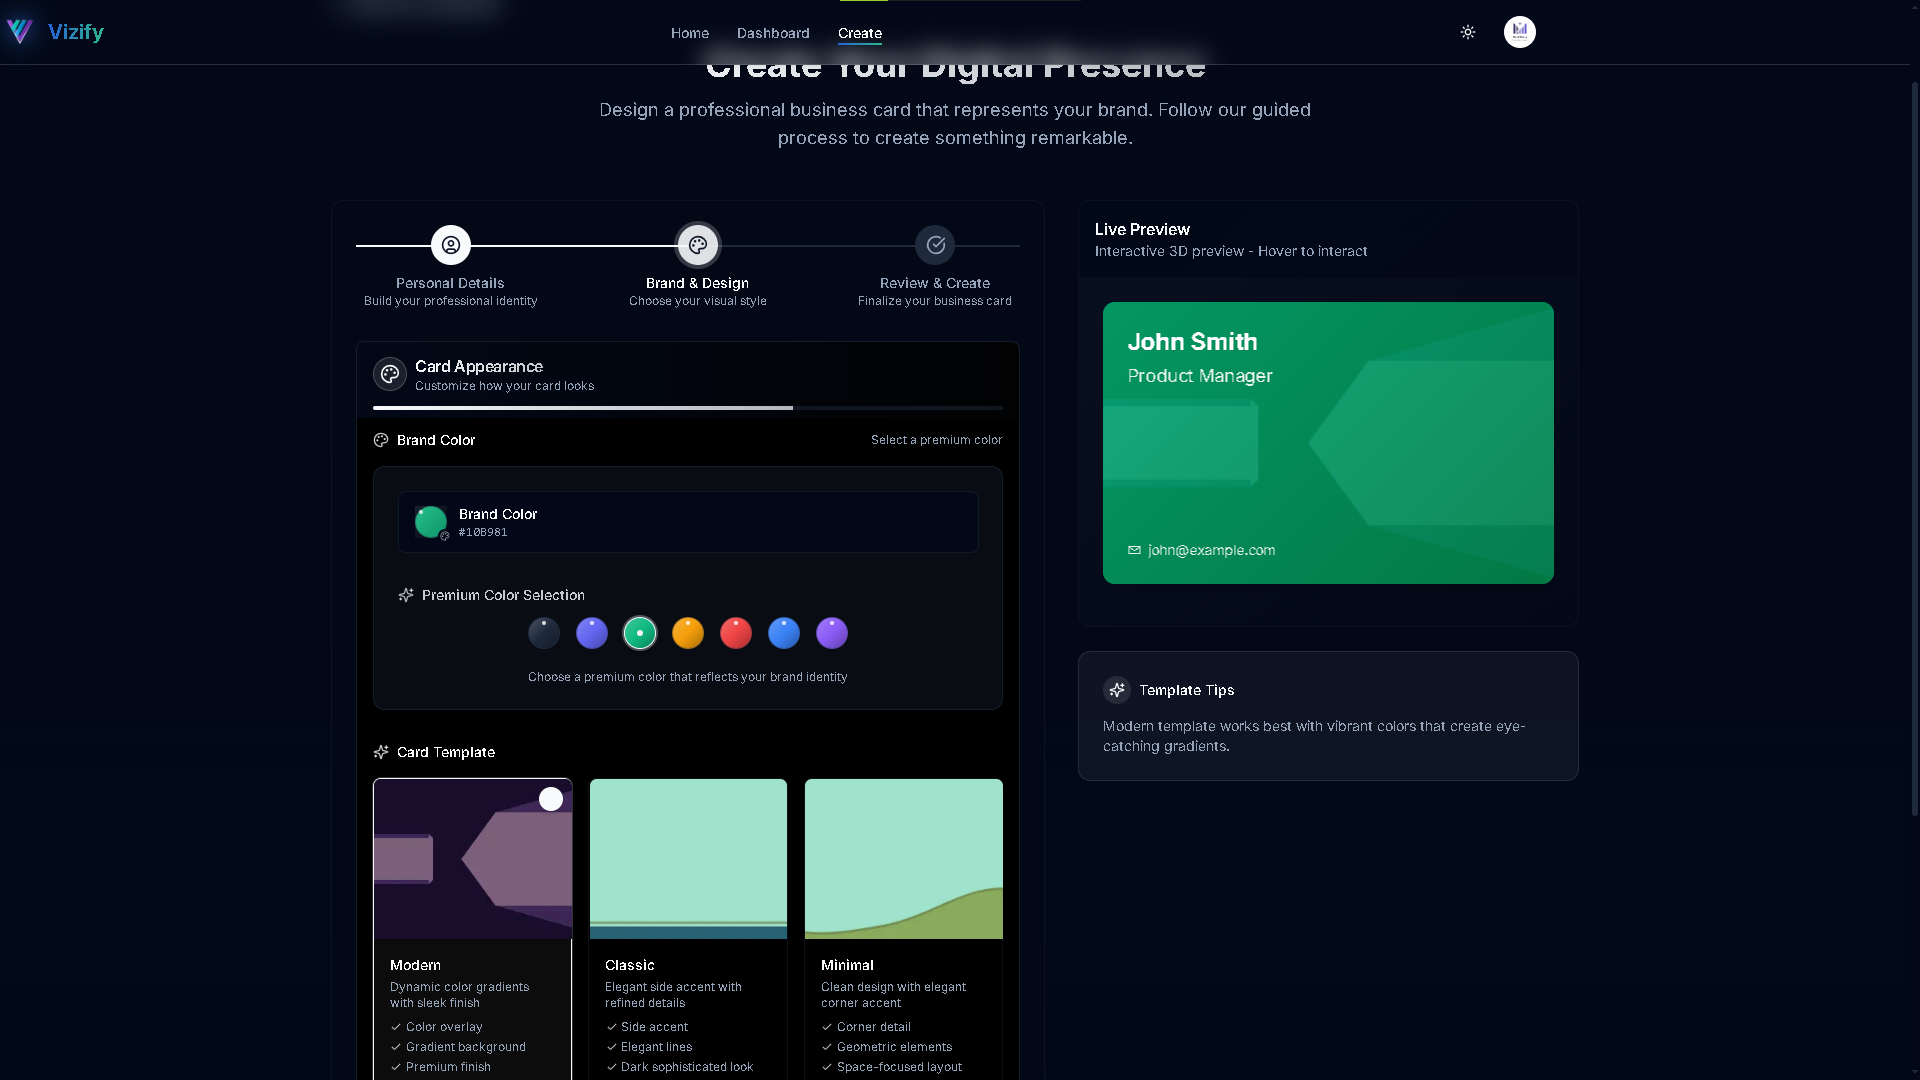 Vizify
Home
Dashboard
Create
Create Your Digital Presence
Design a professional business card that represents your brand. Follow our guided
process to create something remarkable.
Personal Details
Build your professional identity
Brand & Design
Choose your visual style
Review & Create
Finalize your business card
Card Appearance
Customize how your card looks
Brand Color
Select a premium color
Brand Color
#10B981
Premium Color Selection
Choose a premium color that reflects your brand identity
Card Template
Modern
Dynamic color gradients
with sleek finish
Color overlay
Gradient background
Premium finish
Classic
Elegant side accent with
refined details
Side accent
Elegant lines
Dark sophisticated look
Minimal
Clean design with elegant
corner accent
Corner detail
Geometric elements
Space-focused layout
Live Preview
Interactive 3D preview - Hover to interact
John Smith
Product Manager
john@example.com
Template Tips
Modern template works best with vibrant colors that create eye-
catching gradients.